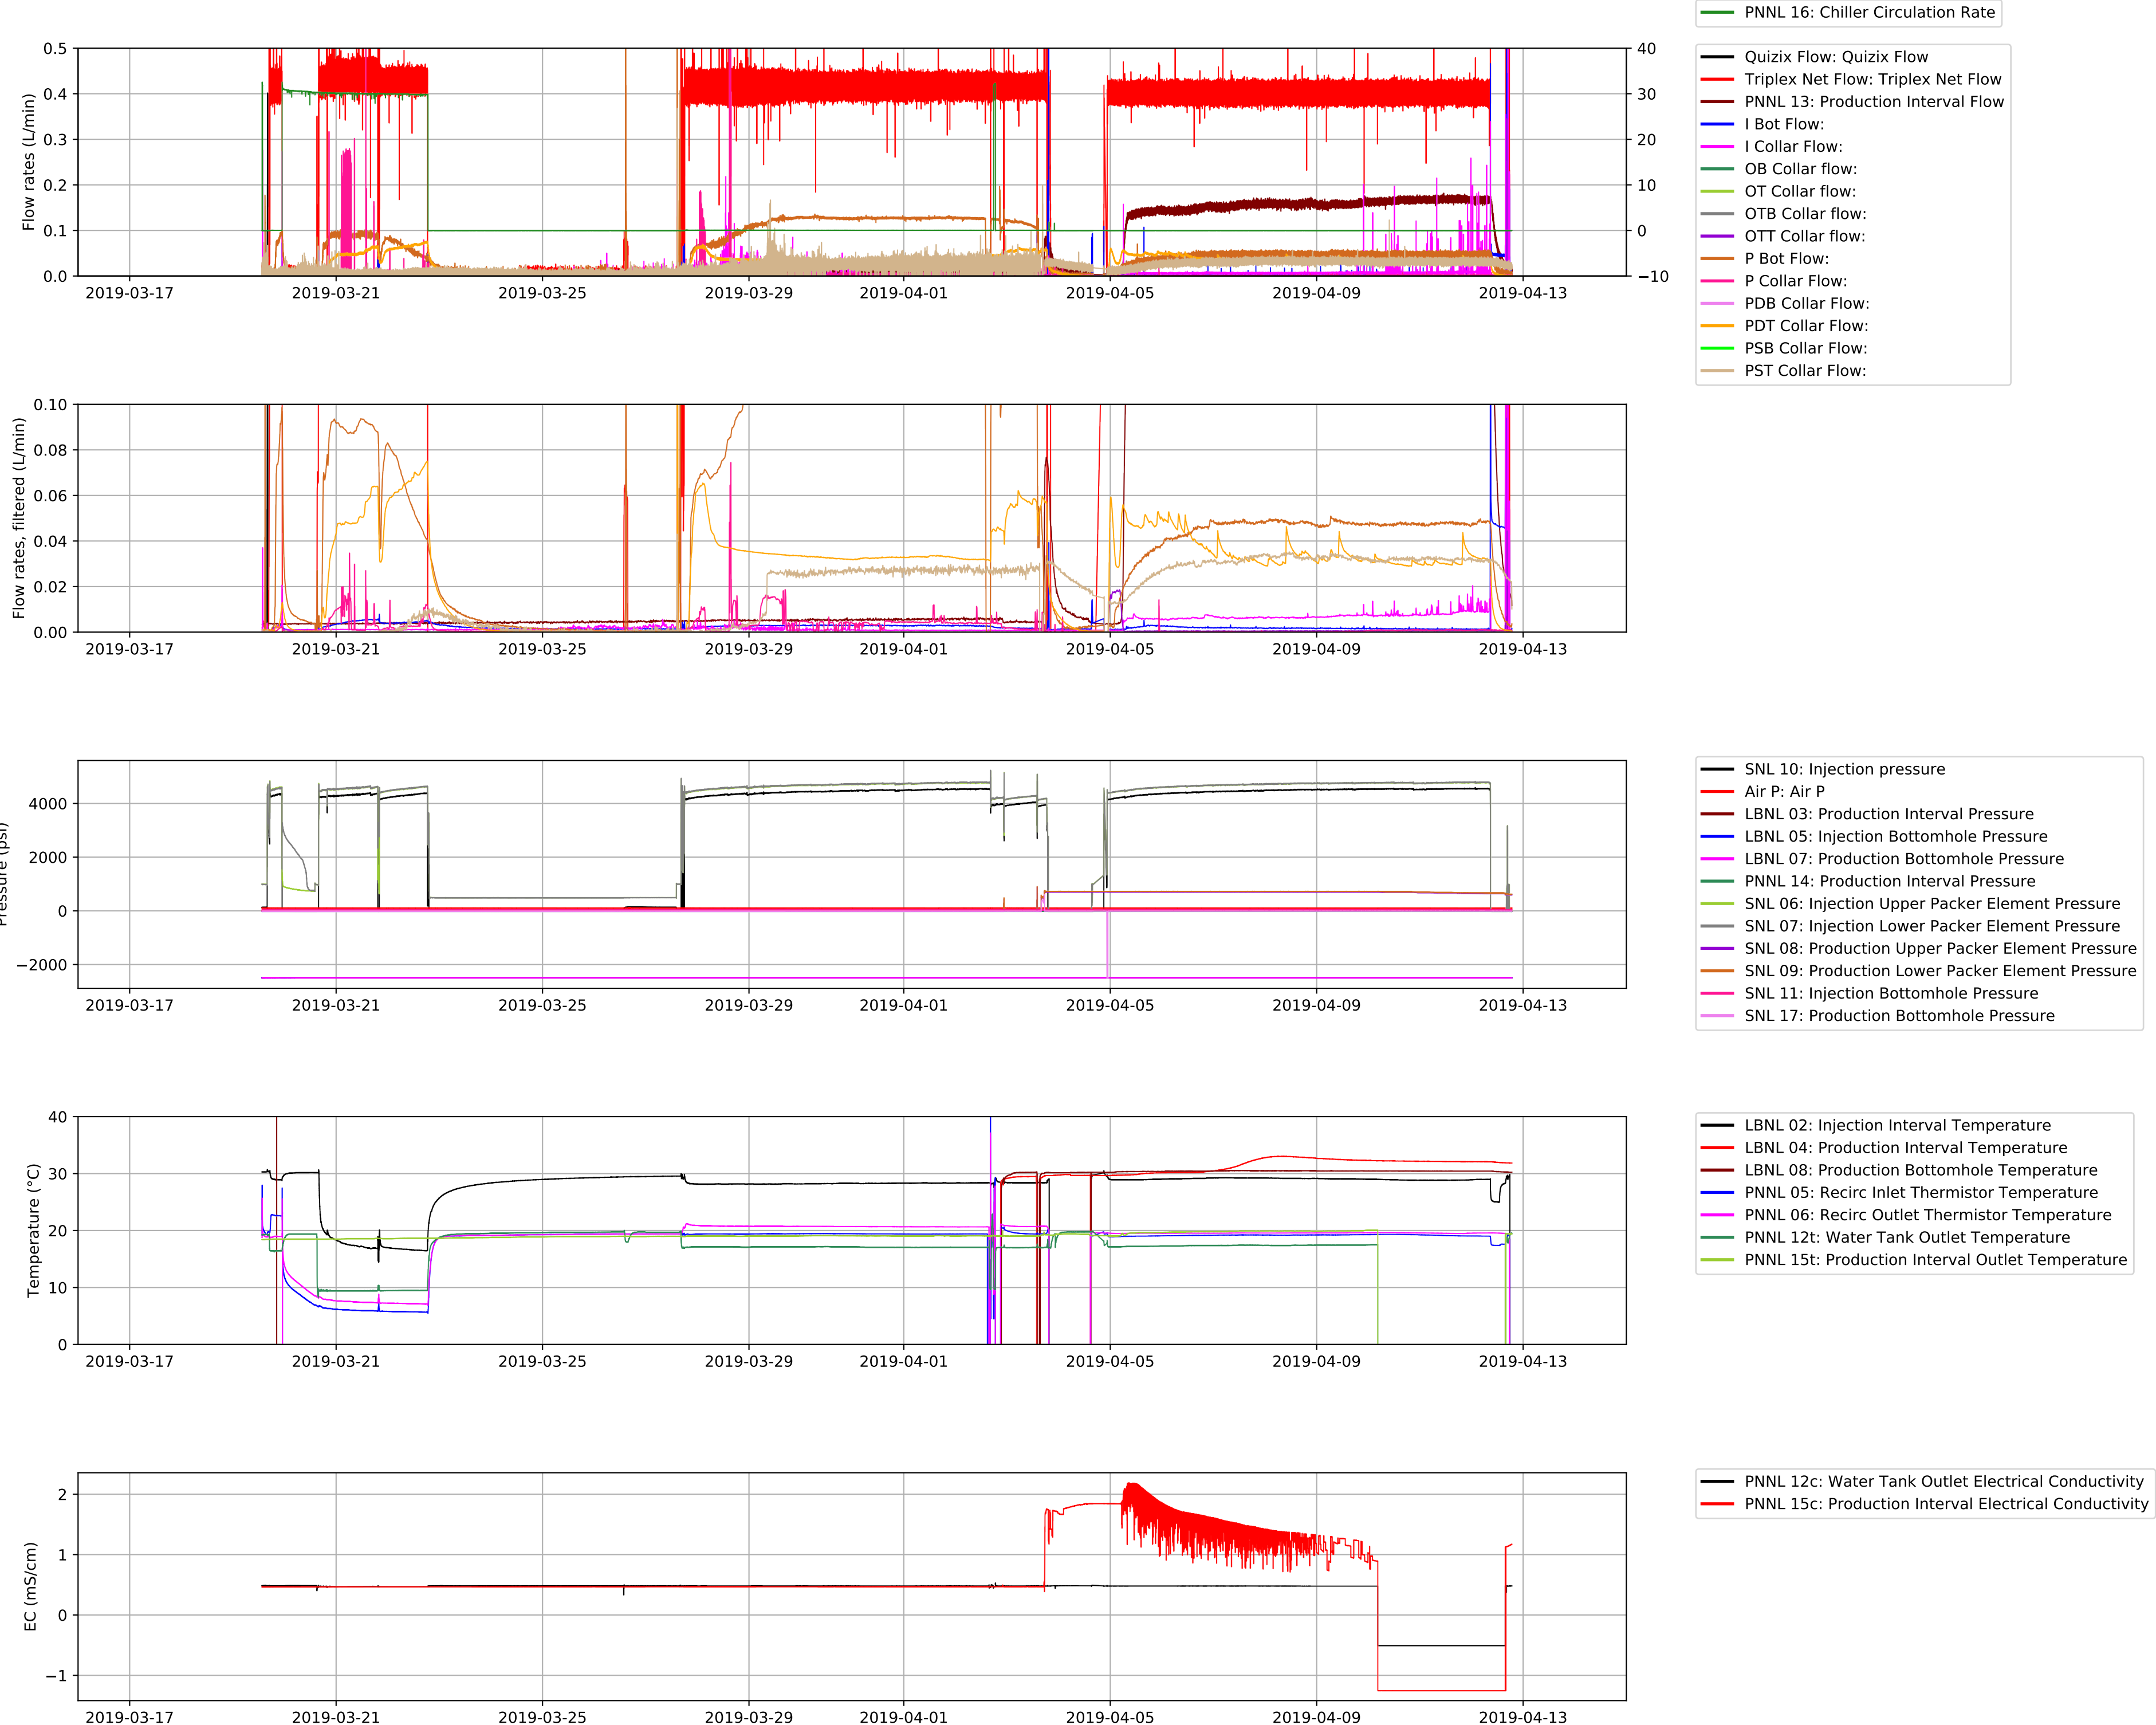 PNNL 16: Chiller Circulation Rate
Flow rates (L/min)
0.5
0.4
0.3
0.2
0.1
0.0
40
30
20
10
0
−10
2019-03-17 2019-03-21 2019-03-25 2019-03-29 2019-04-01 2019-04-05 2019-04-09 2019-04-13
Quizix Flow: Quizix Flow
Triplex Net Flow: Triplex Net Flow
PNNL 13: Production Interval Flow
I Bot Flow:
I Collar Flow:
OB Collar flow:
OT Collar flow:
OTB Collar flow:
OTT Collar flow:
P Bot Flow:
P Collar Flow:
PDB Collar Flow:
PDT Collar Flow:
PSB Collar Flow:
PST Collar Flow:
Flow rates, filtered (L/min)
0.10
0.08
0.06
0.04
0.02
0.00
2019-03-17 2019-03-21 2019-03-25 2019-03-29 2019-04-01 2019-04-05 2019-04-09 2019-04-13
Pressure (psi)
4000
2000
0
−2000
2019-03-17 2019-03-21 2019-03-25 2019-03-29 2019-04-01 2019-04-05 2019-04-09 2019-04-13
SNL 10: Injection pressure
Air P: Air P
LBNL 03: Production Interval Pressure
LBNL 05: Injection Bottomhole Pressure
LBNL 07: Production Bottomhole Pressure
PNNL 14: Production Interval Pressure
SNL 06: Injection Upper Packer Element Pressure
SNL 07: Injection Lower Packer Element Pressure
SNL 08: Production Upper Packer Element Pressure
SNL 09: Production Lower Packer Element Pressure
SNL 11: Injection Bottomhole Pressure
SNL 17: Production Bottomhole Pressure
Temperature (°C)
40
30
20
10
0
2019-03-17 2019-03-21 2019-03-25 2019-03-29 2019-04-01 2019-04-05 2019-04-09 2019-04-13
LBNL 02: Injection Interval Temperature
LBNL 04: Production Interval Temperature
LBNL 08: Production Bottomhole Temperature
PNNL 05: Recirc Inlet Thermistor Temperature
PNNL 06: Recirc Outlet Thermistor Temperature
PNNL 12t: Water Tank Outlet Temperature
PNNL 15t: Production Interval Outlet Temperature
EC (mS/cm)
2
1
0
−1
2019-03-17 2019-03-21 2019-03-25 2019-03-29 2019-04-01 2019-04-05 2019-04-09 2019-04-13
PNNL 12c: Water Tank Outlet Electrical Conductivity
PNNL 15c: Production Interval Electrical Conductivity